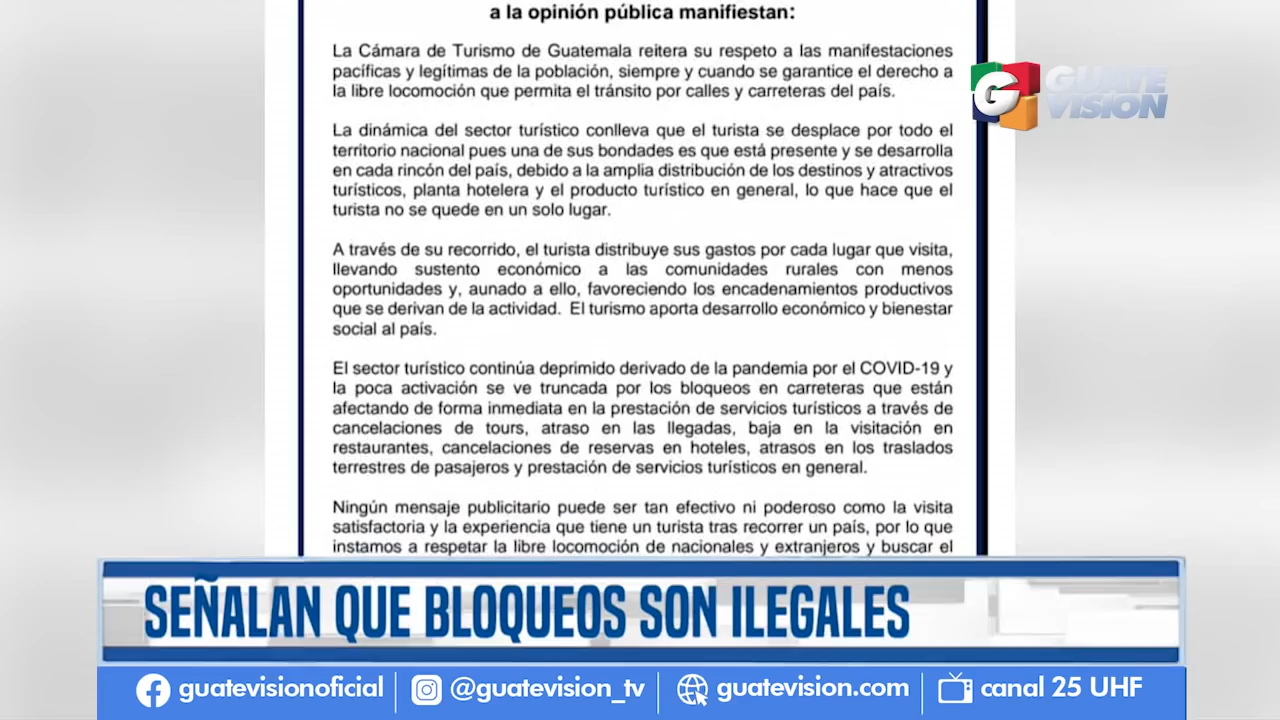 a la opinión pública manifiestan:
La Cámara de Turismo de Guatemala reitera su respeto a las manifestaciones
pacíficas y legítimas de la población, siempre y cuando se garantice el derecho a
la libre locomoción que permita el tránsito por calles y carreteras del país.
La dinámica del sector turístico conlleva que el turista se desplace por todo el
territorio nacional pues una de sus bondades es que está presente y se desarrolla
en cada rincón del país, debido a la amplia distribución de los destinos y atractivos
turísticos, planta hotelera y el producto turístico en general, lo que hace que el
turista no se quede en un solo lugar.
A través de su recorrido, el turista distribuye sus gastos por cada lugar que visita,
llevando sustento económico a las comunidades rurales con menos
oportunidades y, aunado a ello, favoreciendo los encadenamientos productivos
que se derivan de la actividad. El turismo aporta desarrollo económico y bienestar
social al país.
El sector turístico continúa deprimido derivado de la pandemia por el COVID-19 y
la poca activación se ve truncada por los bloqueos en carreteras que están
afectando de forma inmediata en la prestación de servicios turísticos a través de
cancelaciones de tours, atraso en las llegadas, baja en la visitación en
restaurantes, cancelaciones de reservas en hoteles, atrasos en los traslados
terrestres de pasajeros y prestación de servicios turísticos en general.
Ningún mensaje publicitario puede ser tan efectivo ni poderoso como la visita
satisfactoria y la experiencia que tiene un turista tras recorrer un país, por lo que
instamos a respetar la libre locomoción de nacionales y extranjeros y buscar el
G GUATE
VISION
SEÑALAN QUE BLOQUEOS SON ILEGALES
guatevisionoficial @guatevision_tv guatevision.com canal 25 UHF